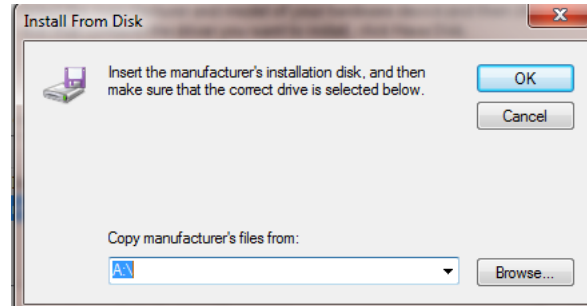 Install From Disk
Insert the manufacturer's installation disk, and then
make sure that the correct drive is selected below.
OK
Cancel
Copy manufacturer's files from:
A:\
Browse...